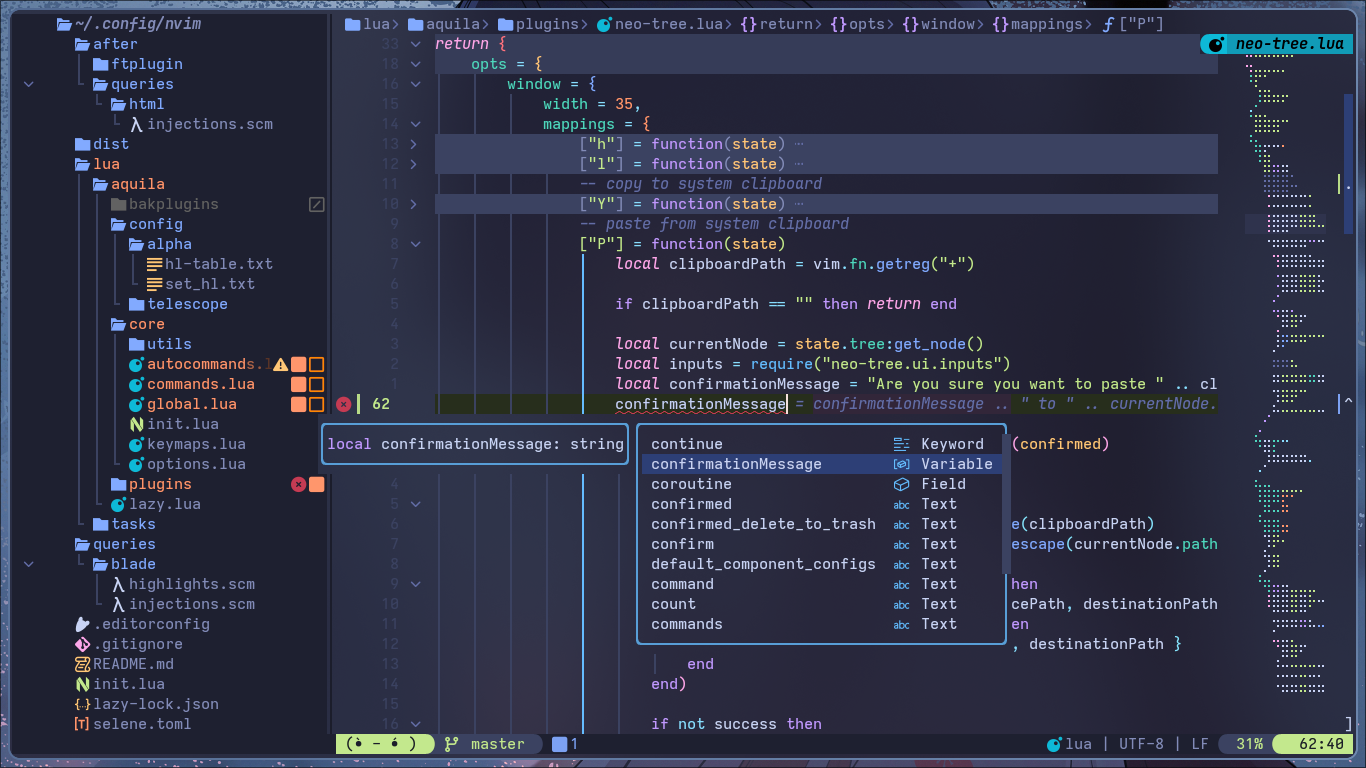 ~/.config/nvim
after
ftplugin
queries
html
injections.scm
dist
lua
aquila
bakplugins
config
alpha
hl-table.txt
set_hl.txt
telescope
core
utils
autocommands.
commands.lua
global.lua
init.lua
keymaps.lua
options.lua
plugins
lazy.lua
tasks
queries
blade
highlights.scm
injections.scm
.editorconfig
.gitignore
README.md
init.lua
lazy-lock.json
selene.toml
lua> aquila> plugins> neo-tree.lua> {}return> {}opts> {}window> {}mappings> ƒ["P"]
neo-tree.lua
33 return {
18 opts = {
16 window = {
15 width = 35,
14 mappings = {
13 ["h"] = function(state) ⋯
12 ["l"] = function(state) ⋯
11 -- copy to system clipboard
10 ["Y"] = function(state) ⋯
9 -- paste from system clipboard
8 ["P"] = function(state)
7 local clipboardPath = vim.fn.getreg("+")
6
5 if clipboardPath == "" then return end
4
3 local currentNode = state.tree:get_node()
2 local inputs = require("neo-tree.ui.inputs")
1 local confirmationMessage = "Are you sure you want to paste " .. cl
62 confirmationMessage = confirmationMessage .. " to " .. currentNode.
local confirmationMessage: string
continue Keyword
confirmationMessage Variable
coroutine Field
confirmed abc Text
confirmed_delete_to_trash abc Text
confirm abc Text
default_component_configs abc Text
command abc Text
count abc Text
commands abc Text
(confirmed)
4
5
6 e(clipboardPath)
7 escape(currentNode.path
8
9 hen
10 cePath, destinationPath
11 en
12 , destinationPath }
13 end
14 end)
15
16 if not success then
]
(•̀ - •́ ) master 1
lua | UTF-8 | LF 31% 62:40